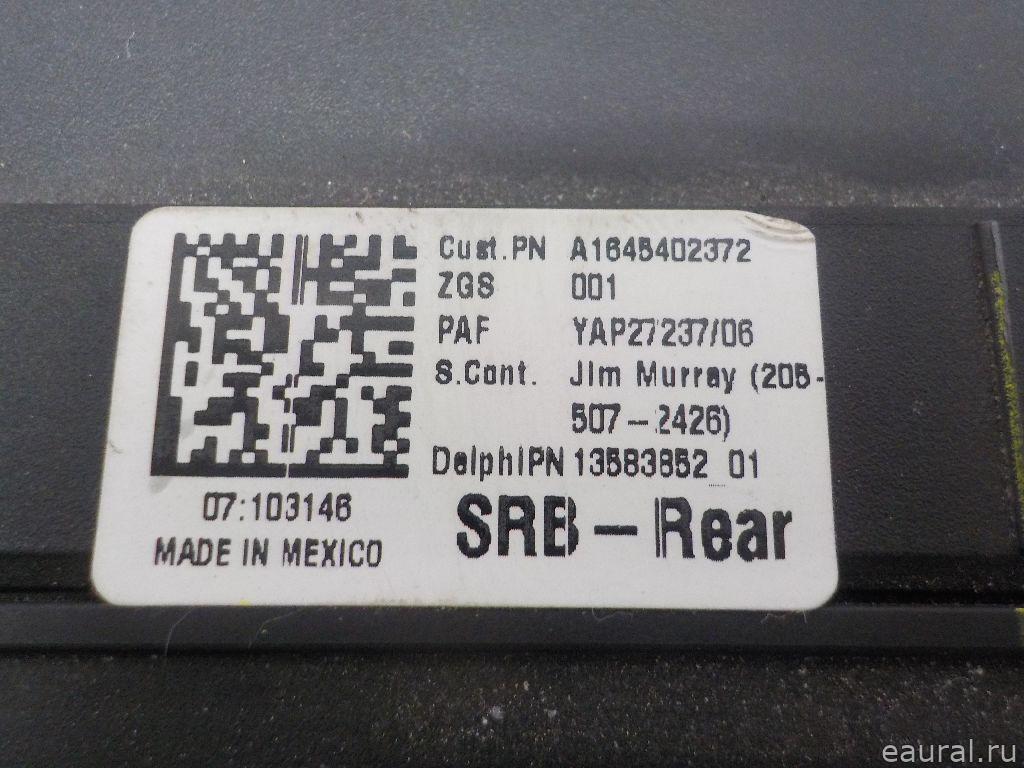 Cust.PN A1645402372
ZGS 001
PAF YAP27237/06
S.Cont. Jim Murray (205-
507-2426)
DelphiPN 13583852 01
07:103146
MADE IN MEXICO
SRB-Rear
eaural.ru